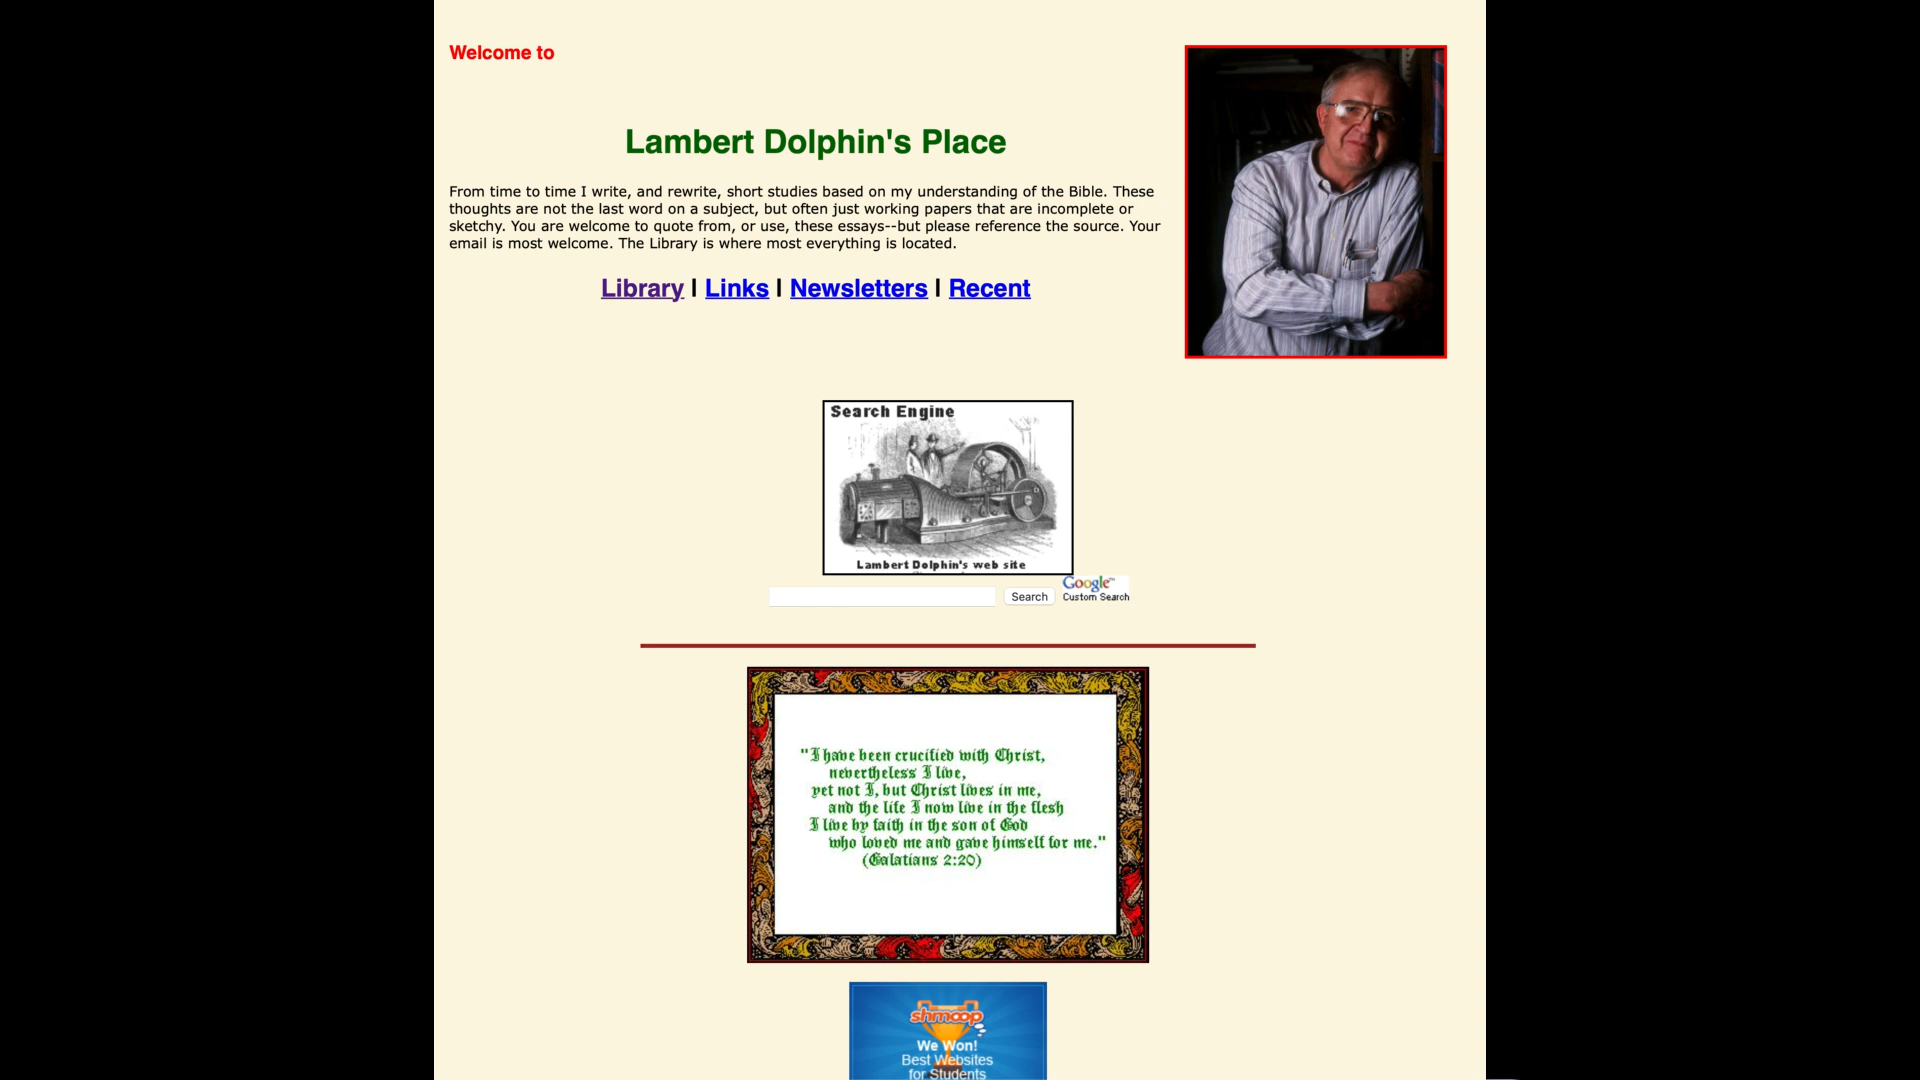 Welcome to
Lambert Dolphin's Place
From time to time I write, and rewrite, short studies based on my understanding of the Bible. These
thoughts are not the last word on a subject, but often just working papers that are incomplete or
sketchy. You are welcome to quote from, or use, these essays--but please reference the source. Your
email is most welcome. The Library is where most everything is located.
Library | Links | Newsletters | Recent
Search Engine
Lambert Dolphin's web site
Search
Google™
Custom Search
"I have been crucified with Christ,
nevertheless I live,
yet not I, but Christ lives in me,
and the life I now live in the flesh
I live by faith in the son of God
who loved me and gave himself for me."
(Galatians 2:20)
shmoop
We Won!
Best Websites
for Students